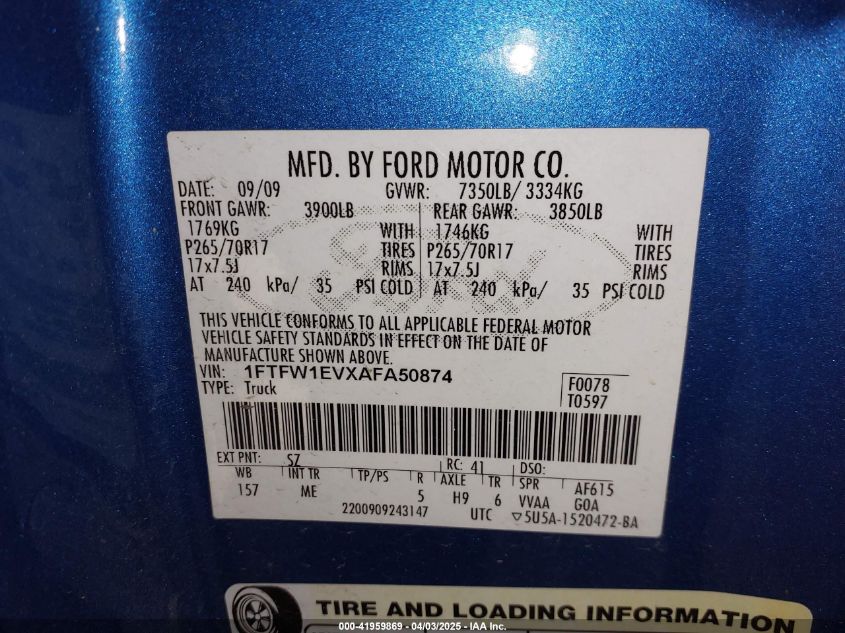 MFD. BY FORD MOTOR CO.
DATE: 09/09 GVWR: 7350LB/ 3334KG
FRONT GAWR: 3900LB REAR GAWR: 3850LB
1769KG WITH 1746KG WITH
P265/70R17 TIRES P265/70R17 TIRES
17x7.5J RIMS 17x7.5J RIMS
AT 240 kPa/ 35 PSI COLD AT 240 kPa/ 35 PSI COLD
THIS VEHICLE CONFORMS TO ALL APPLICABLE FEDERAL MOTOR
VEHICLE SAFETY STANDARDS IN EFFECT ON THE DATE OF
MANUFACTURE SHOWN ABOVE.
VIN: 1FTFW1EVXAFA50874
TYPE: Truck
F0078
T0597
EXT PNT: SZ RC: 41 DSO:
WB INT TR TP/PS R AXLE TR SPR AF615
157 ME 5 H9 6 VVAA GOA
2200909243147 UTC ▽5U5A-1520472-BA
TIRE AND LOADING INFORMATION
000-41959869 - 04/03/2025 - IAA Inc.